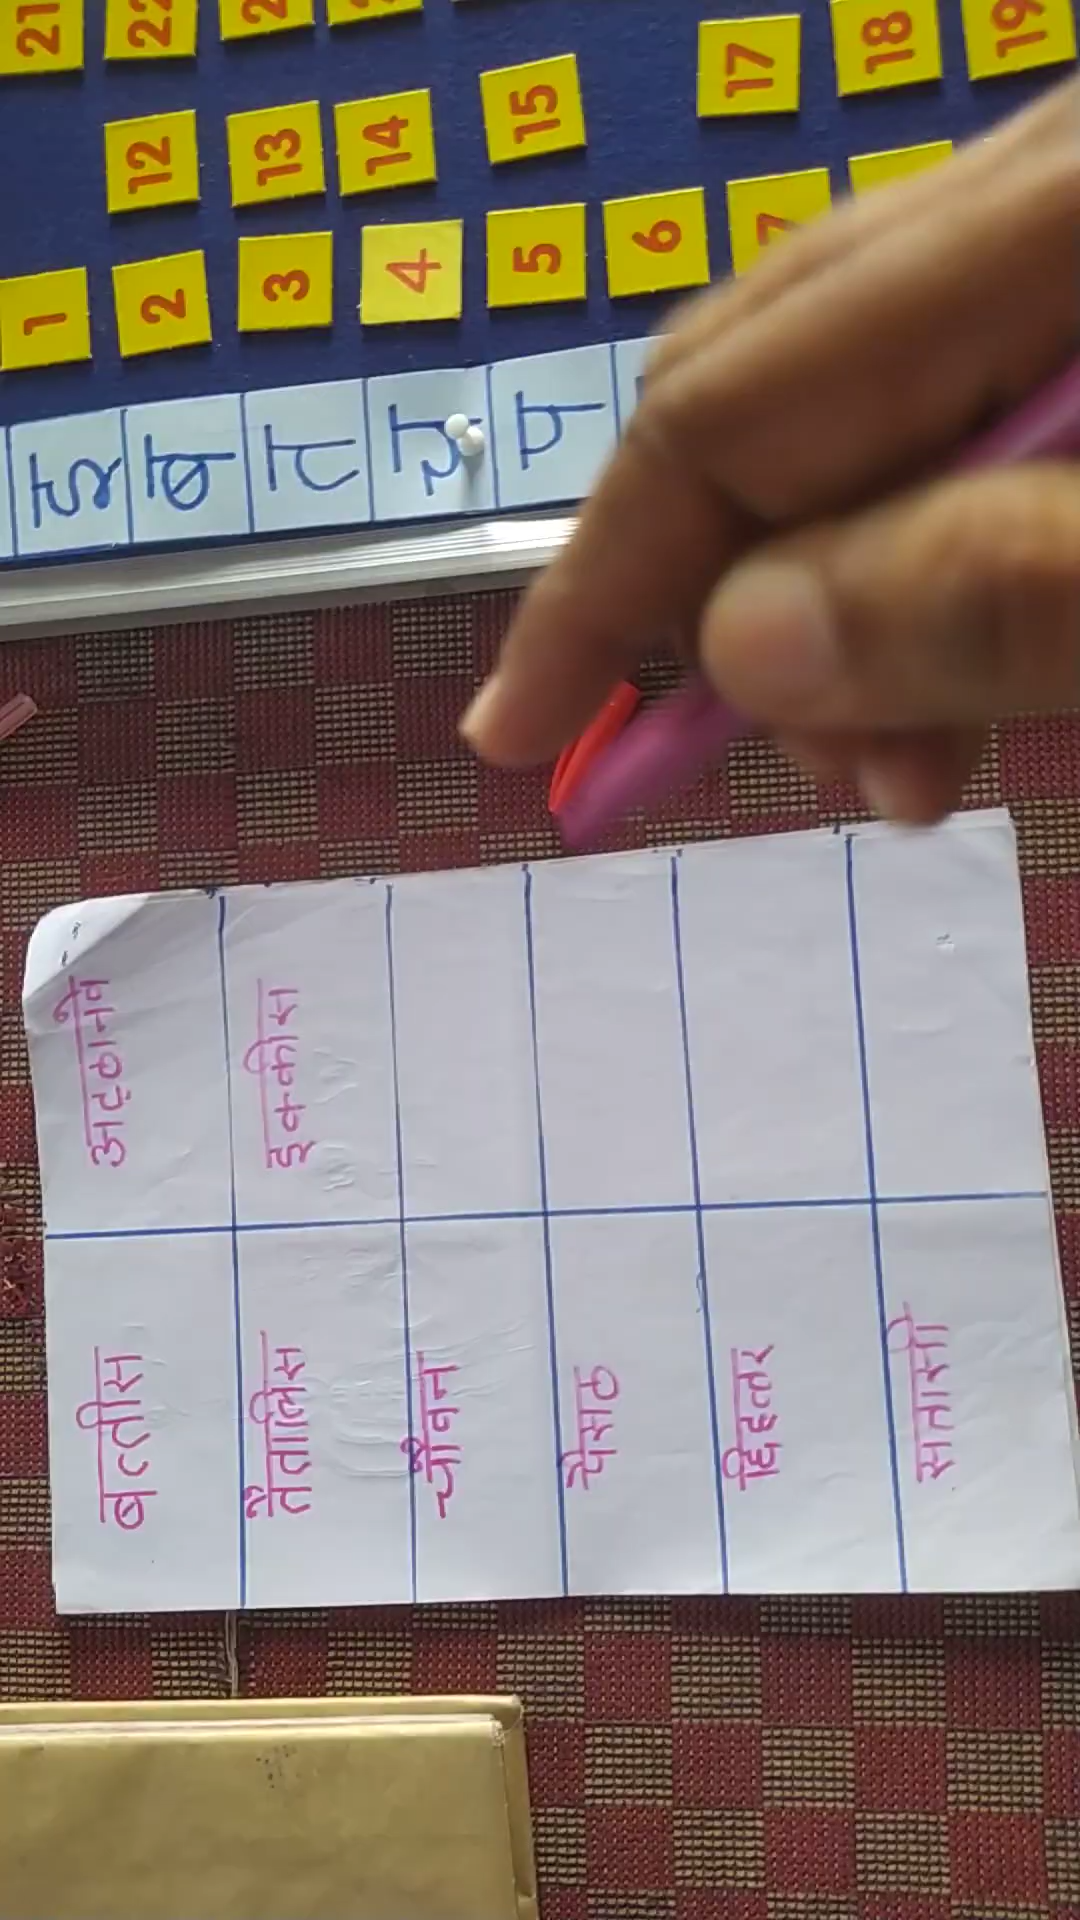 इ 1 21
ब 2 12 22
त 3 13
च 4 14
प 5 15
6
7 17
18
19
बत्तीस अट्ठानवे
तैंतालिस इक्कीस
चौवन
पैंसठ
छिहत्तर
सतासी